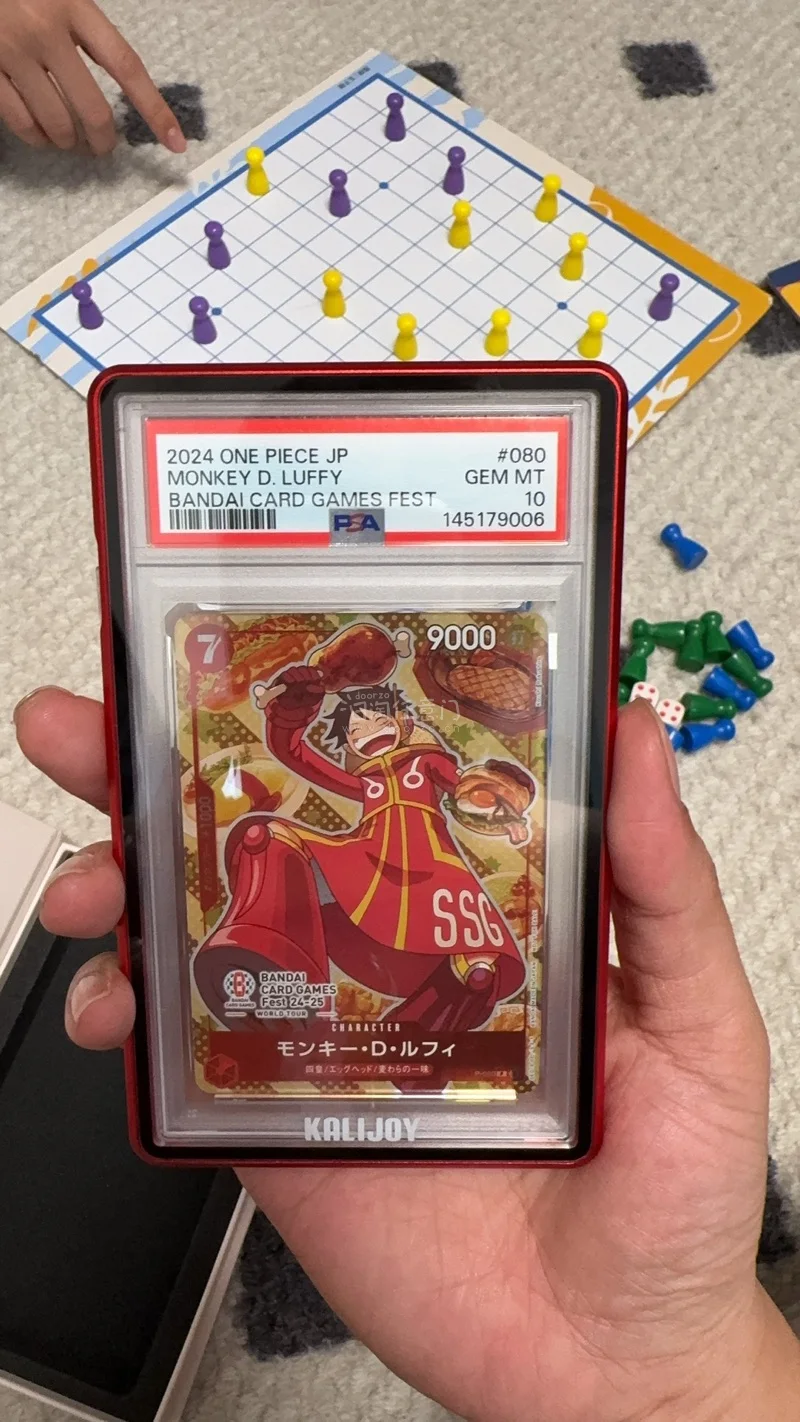 2024 ONE PIECE JP #080
MONKEY D. LUFFY GEM MT
BANDAI CARD GAMES FEST 10
PSA 145179006
7 9000
doorzo
SSG
BANDAI
CARD GAMES
Fest 24-25
WORLD TOUR
CHARACTER
モンキー・D・ルフィ
四皇/エッグヘッド/麦わらの一味
KALIJOY